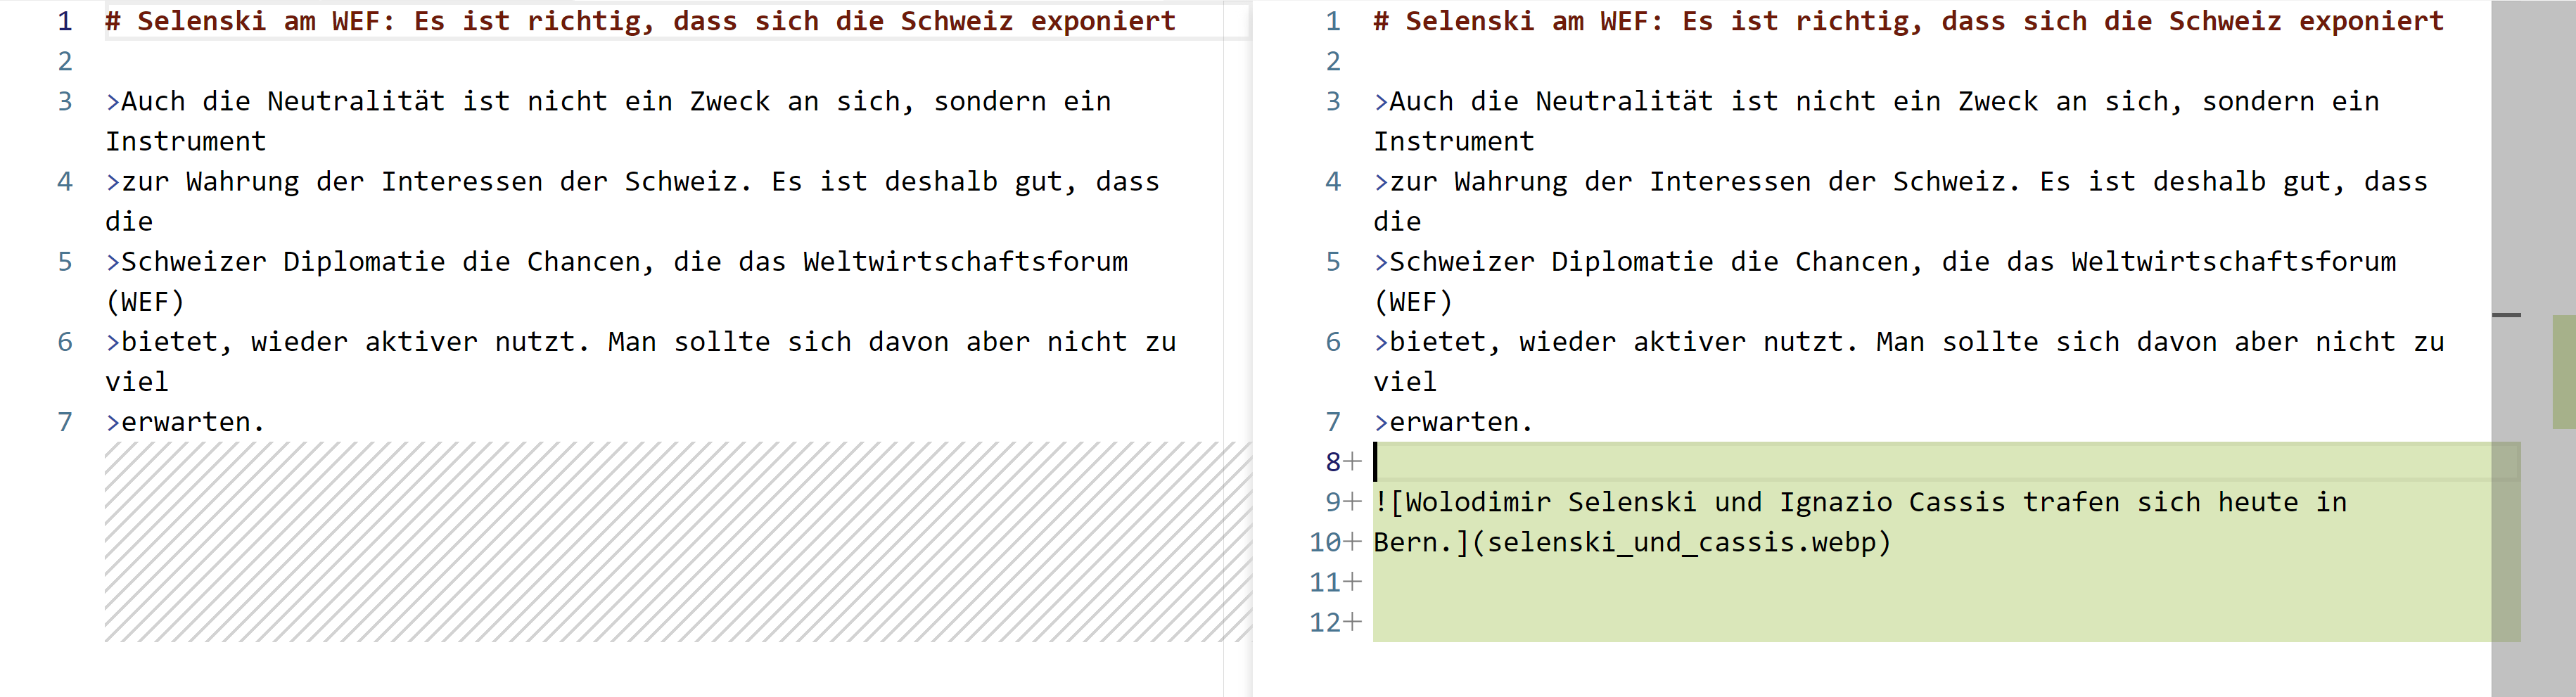 1 # Selenski am WEF: Es ist richtig, dass sich die Schweiz exponiert
2
3 >Auch die Neutralität ist nicht ein Zweck an sich, sondern ein
Instrument
4 >zur Wahrung der Interessen der Schweiz. Es ist deshalb gut, dass
die
5 >Schweizer Diplomatie die Chancen, die das Weltwirtschaftsforum
(WEF)
6 >bietet, wieder aktiver nutzt. Man sollte sich davon aber nicht zu
viel
7 >erwarten.
1 # Selenski am WEF: Es ist richtig, dass sich die Schweiz exponiert
2
3 >Auch die Neutralität ist nicht ein Zweck an sich, sondern ein
Instrument
4 >zur Wahrung der Interessen der Schweiz. Es ist deshalb gut, dass
die
5 >Schweizer Diplomatie die Chancen, die das Weltwirtschaftsforum
(WEF)
6 >bietet, wieder aktiver nutzt. Man sollte sich davon aber nicht zu
viel
7 >erwarten.
8+
9+ ![Wolodimir Selenski und Ignazio Cassis trafen sich heute in
10+ Bern.](selenski_und_cassis.webp)
11+
12+